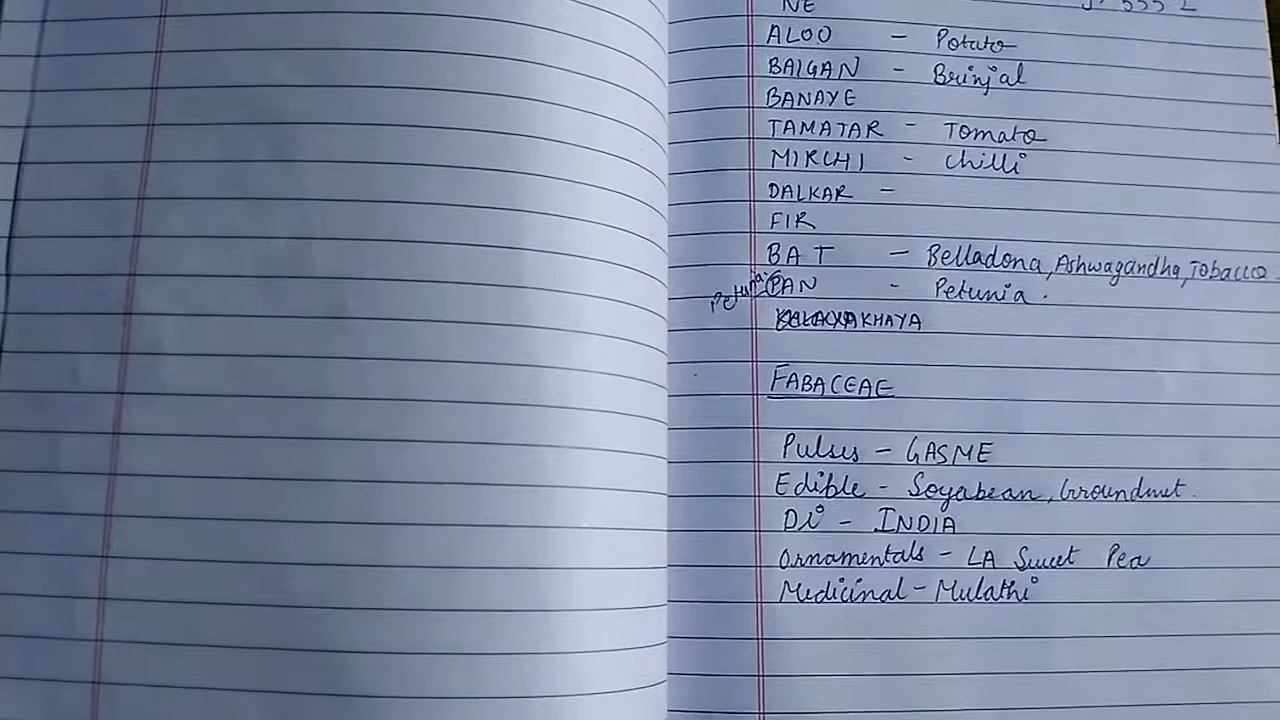 NE
ALOO - Potato
BAIGAN - Brinjal
BANAYE
TAMATAR - Tomato
MIRCHI - Chilli
DALKAR -
FIR
BAT - Belladona, Ashwagandha, Tobacco
Petunia PAN - Petunia.
KHAYA
FABACEAE
Pulses - GASME
Edible - Soyabean, Groundnut.
Di - INDIA
Ornamentals - LA Sweet Pea
Medicinal - Mulathi